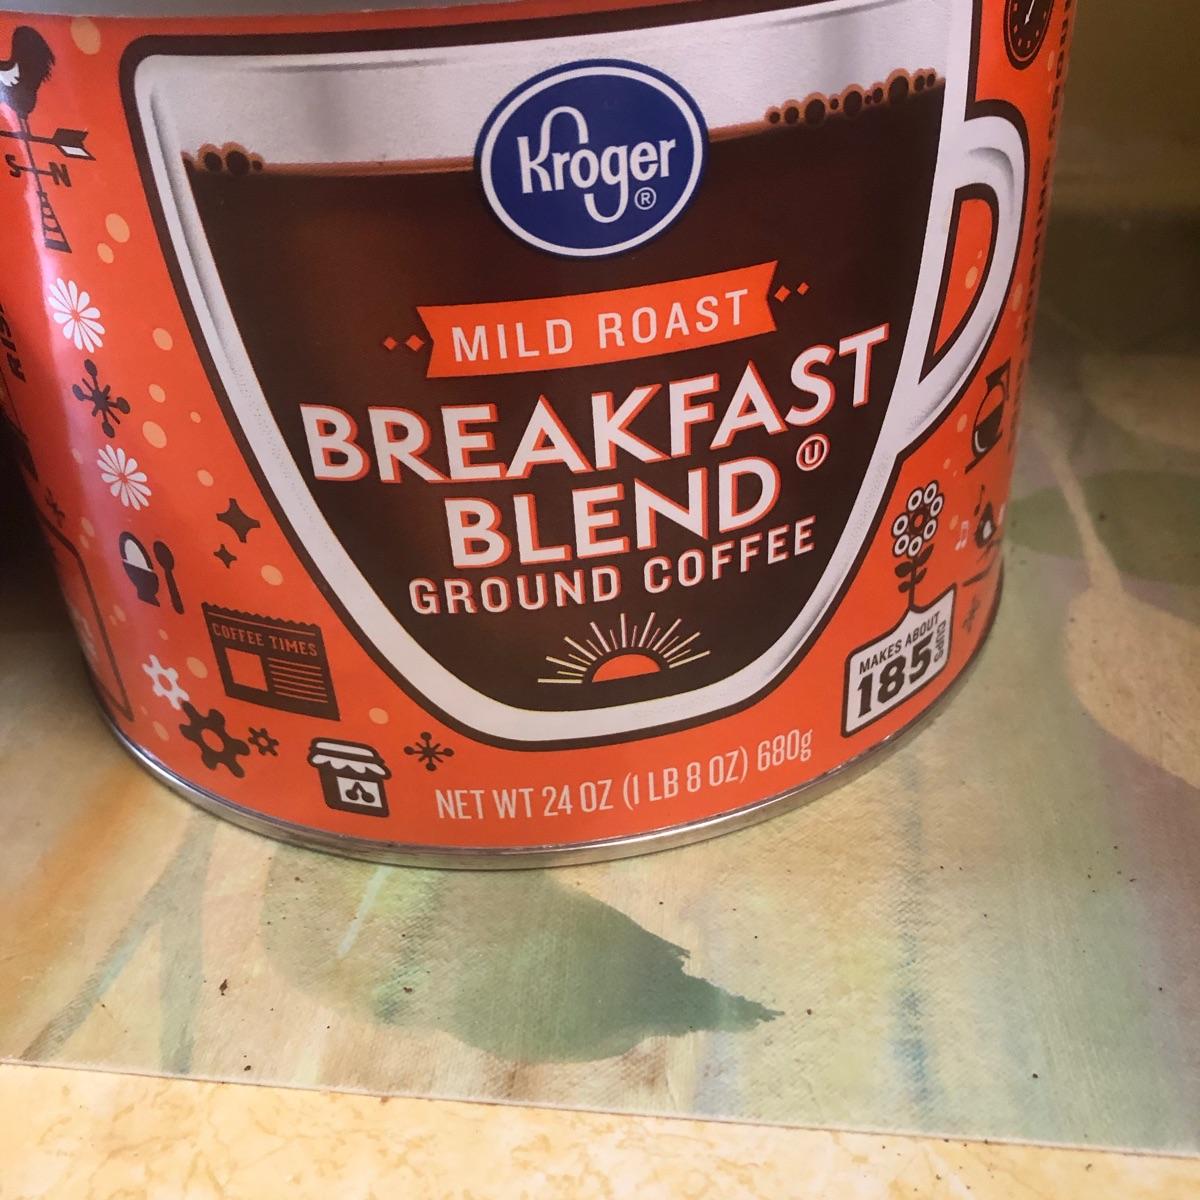 S N
Kroger®
MILD ROAST
BREAKFAST
BLEND
U
GROUND COFFEE
COFFEE TIMES
MAKES ABOUT
185 CUPS
NET WT 24 OZ (1 LB 8 OZ) 680g